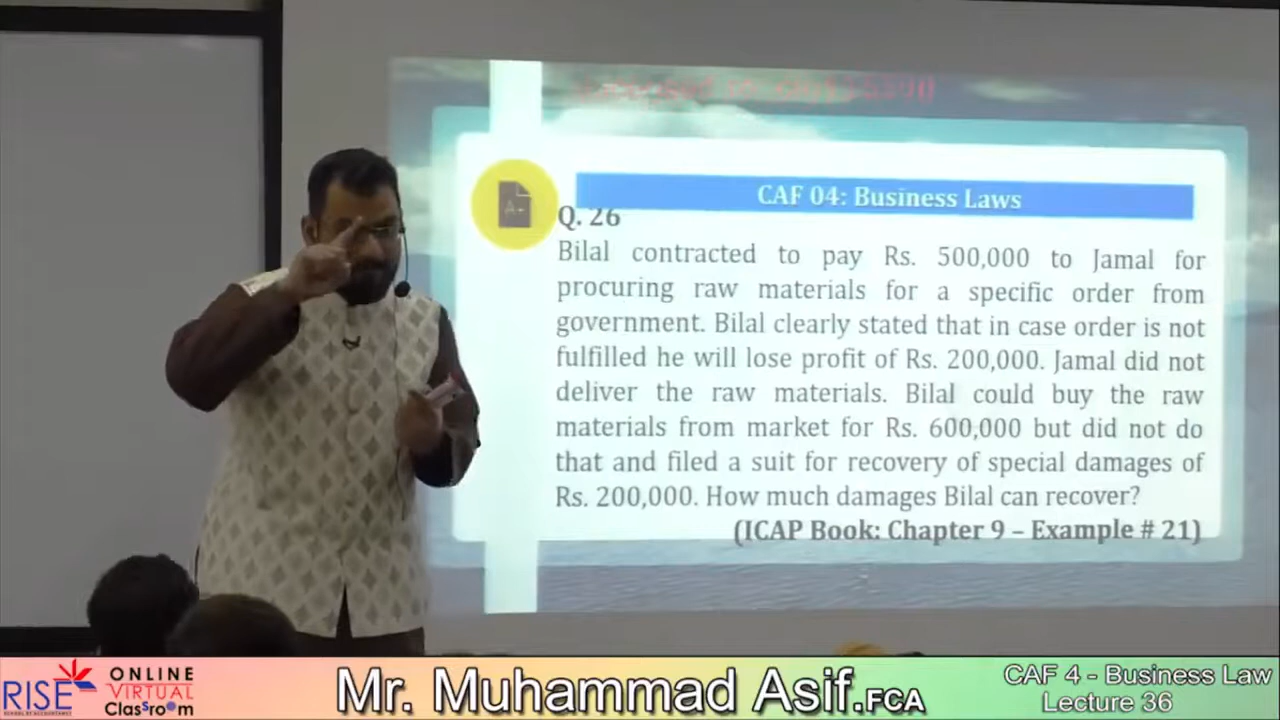 CAF 04: Business Laws
A+
Q. 26
Bilal contracted to pay Rs. 500,000 to Jamal for
procuring raw materials for a specific order from
government. Bilal clearly stated that in case order is not
fulfilled he will lose profit of Rs. 200,000. Jamal did not
deliver the raw materials. Bilal could buy the raw
materials from market for Rs. 600,000 but did not do
that and filed a suit for recovery of special damages of
Rs. 200,000. How much damages Bilal can recover?
(ICAP Book: Chapter 9 – Example # 21)
RISE
SCHOOL OF ACCOUNTANCY
ONLINE
VIRTUAL
ClasSroom
Mr. Muhammad Asif.FCA
CAF 4 - Business Law
Lecture 36